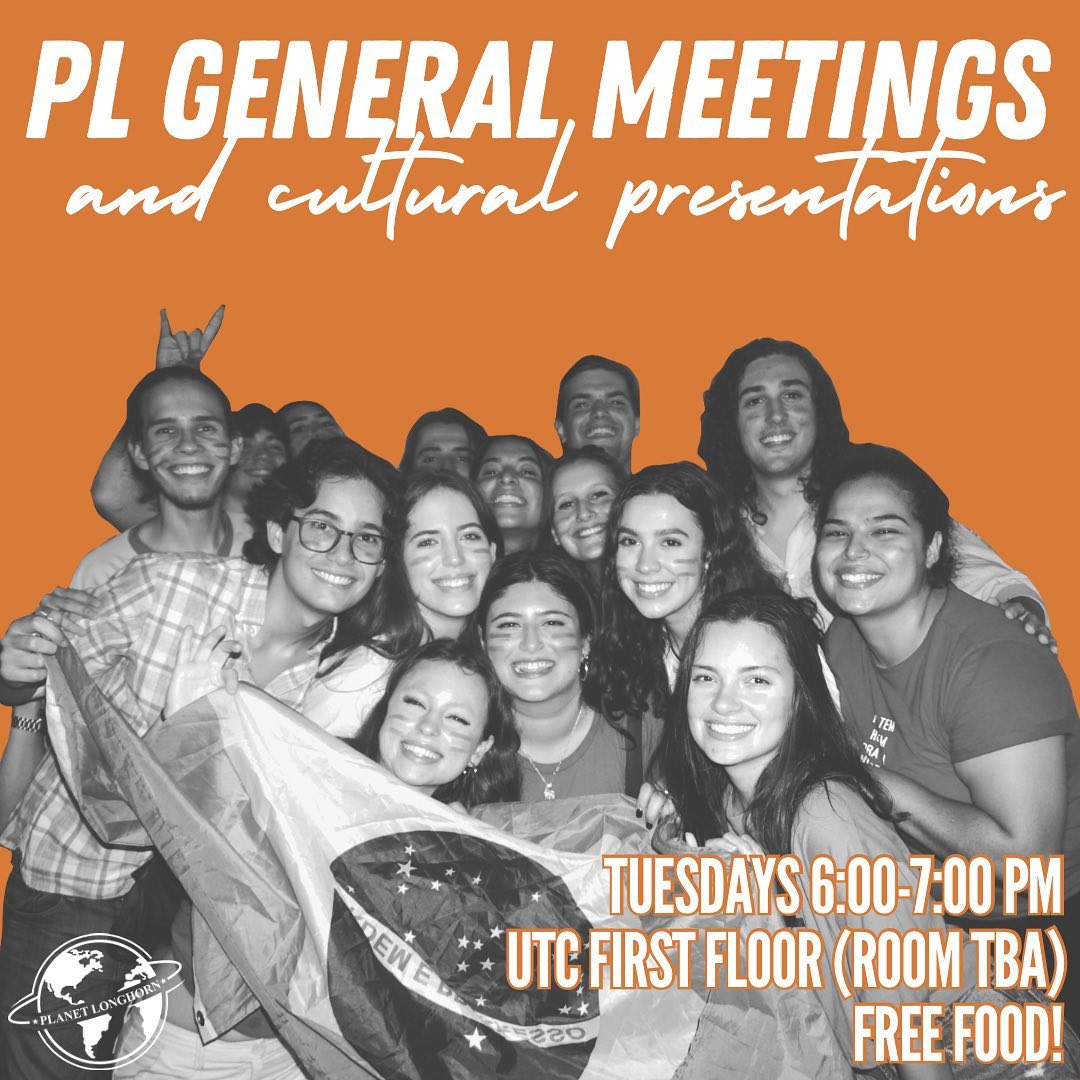 PL GENERAL MEETINGS
and cultural presentations
TUESDAYS 6:00-7:00 PM
UTC FIRST FLOOR (ROOM TBA)
FREE FOOD!
PLANET LONGHORN